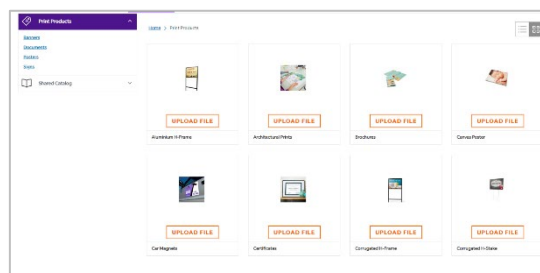 Print Products
Banners
Documents
Posters
Signs
Shared Catalog
Home > Print Products
UPLOAD FILE
UPLOAD FILE
UPLOAD FILE
UPLOAD FILE
Aluminium H-Frame
Architectural Prints
Brochures
Canvas Poster
UPLOAD FILE
UPLOAD FILE
UPLOAD FILE
UPLOAD FILE
Car Magnets
Certificates
Corrugated H-Frame
Corrugated H-Stake